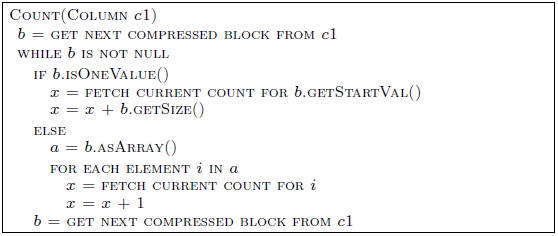 COUNT(COLUMN c1)
b = GET NEXT COMPRESSED BLOCK FROM c1
WHILE b IS NOT NULL
IF b.ISONEVALUE()
x = FETCH CURRENT COUNT FOR b.GETSTARTVAL()
x = x + b.GETSIZE()
ELSE
a = b.ASARRAY()
FOR EACH ELEMENT i IN a
x = FETCH CURRENT COUNT FOR i
x = x + 1
b = GET NEXT COMPRESSED BLOCK FROM c1